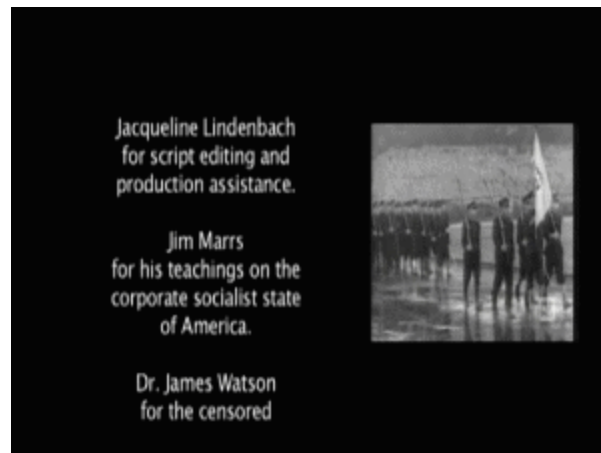 Jacqueline Lindenbach
for script editing and
production assistance.
Jim Marrs
for his teachings on the
corporate socialist state
of America.
Dr. James Watson
for the censored